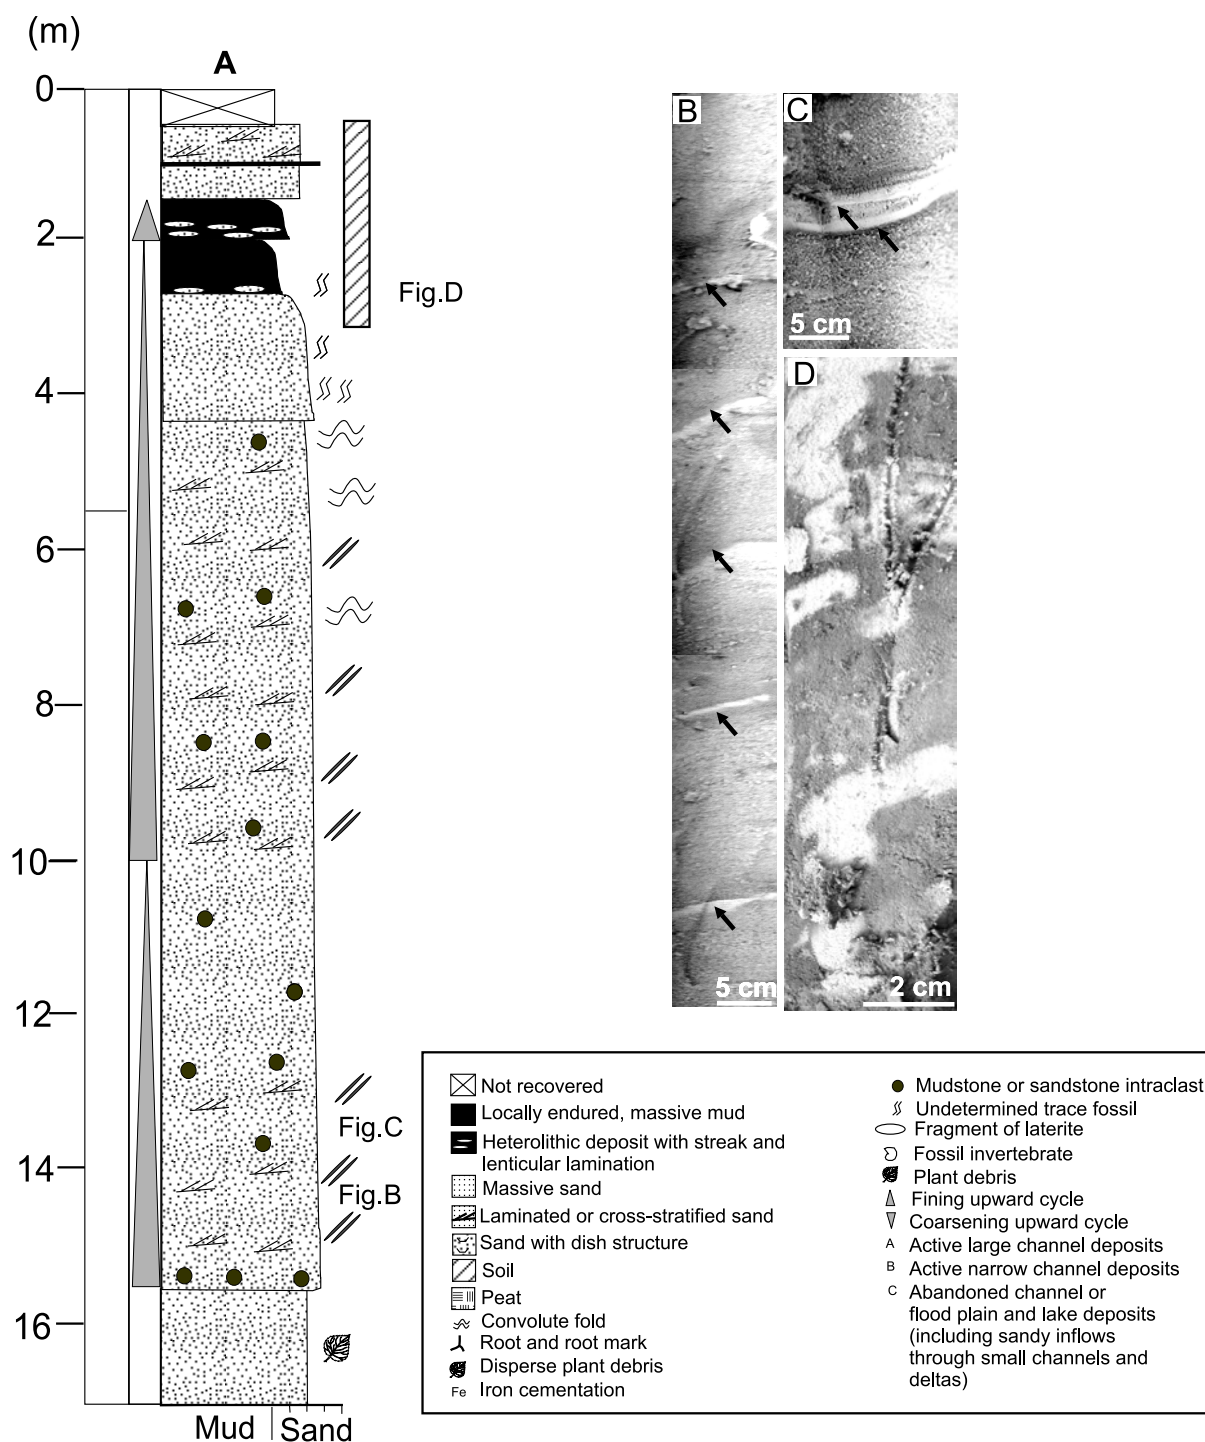 (m)
A
0
2
4
6
8
10
12
14
16
Mud
Sand
Fig.D
Fig.C
Fig.B
B
5 cm
C
5 cm
D
2 cm
Not recovered
Locally endured, massive mud
Heterolithic deposit with streak and
lenticular lamination
Massive sand
Laminated or cross-stratified sand
Sand with dish structure
Soil
Peat
Convolute fold
Root and root mark
Disperse plant debris
Fe Iron cementation
Mudstone or sandstone intraclast
Undetermined trace fossil
Fragment of laterite
Fossil invertebrate
Plant debris
Fining upward cycle
Coarsening upward cycle
A Active large channel deposits
B Active narrow channel deposits
C Abandoned channel or
flood plain and lake deposits
(including sandy inflows
through small channels and
deltas)